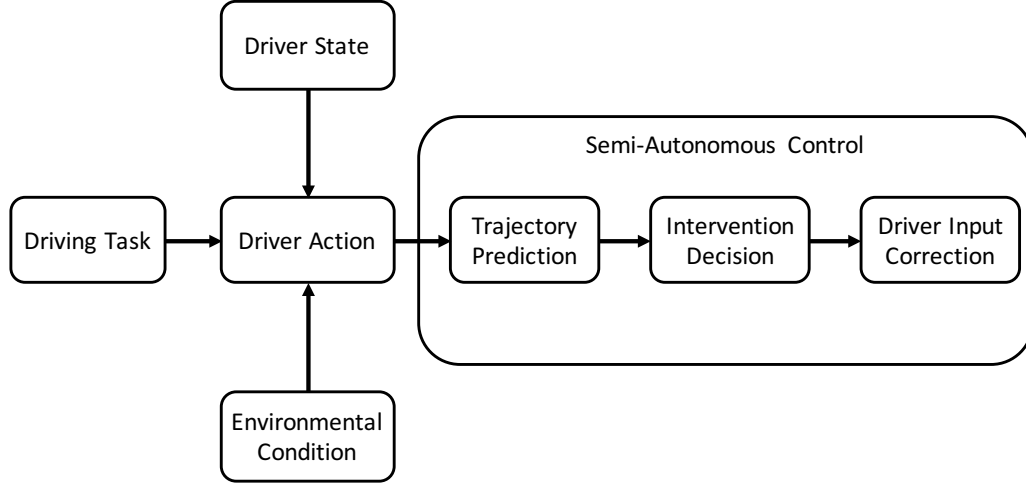 Driver State
Semi-Autonomous Control
Driving Task
Driver Action
Trajectory
Prediction
Intervention
Decision
Driver Input
Correction
Environmental
Condition